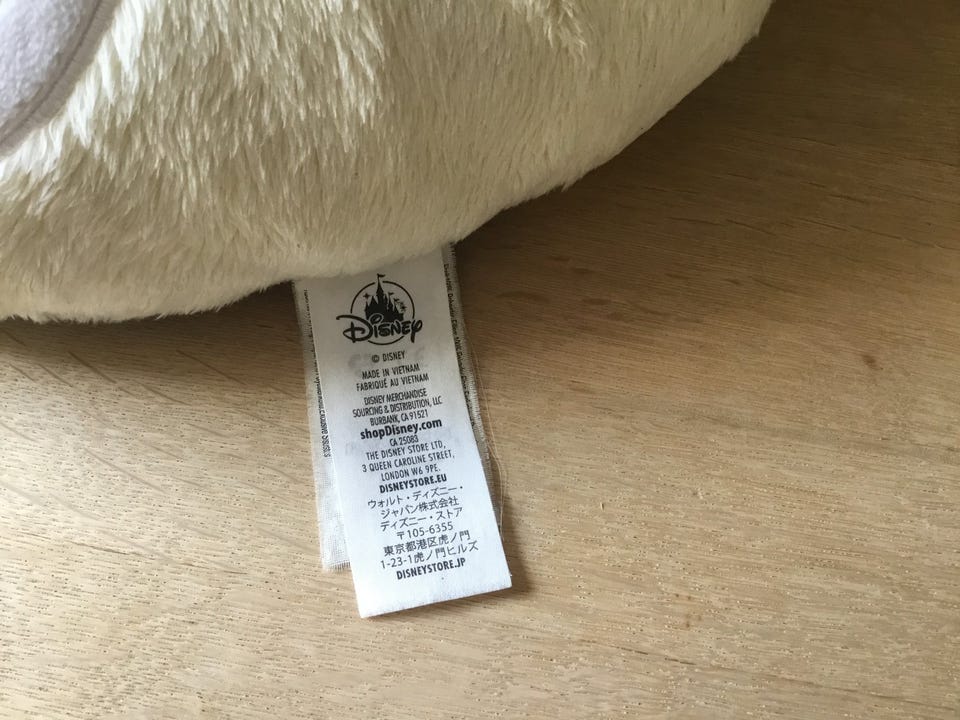 Disney
© DISNEY
MADE IN VIETNAM
FABRIQUÉ AU VIETNAM
DISNEY MERCHANDISE
SOURCING & DISTRIBUTION, LLC
BURBANK, CA 91521
shopDisney.com
CA 25083
THE DISNEY STORE LTD,
3 QUEEN CAROLINE STREET,
LONDON W6 9PE.
DISNEYSTORE.EU
ウォルト・ディズニー・
ジャパン株式会社
ディズニー・ストア
〒105-6355
東京都港区虎ノ門
1-23-1虎ノ門ヒルズ
DISNEYSTORE.JP